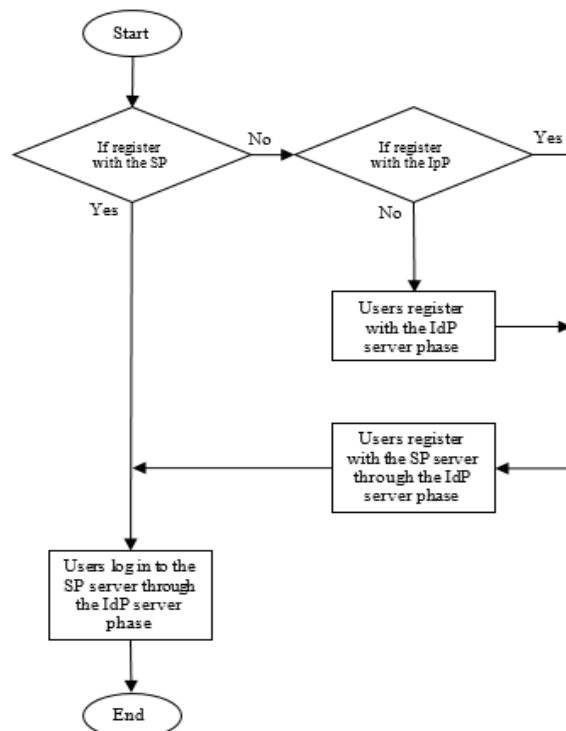 Start
If register
with the SP
No
If register
with the IpP
Yes
Yes
No
Users register
with the IdP
server phase
Users register
with the SP server
through the IdP
server phase
Users log in to the
SP server through
the IdP server
phase
End